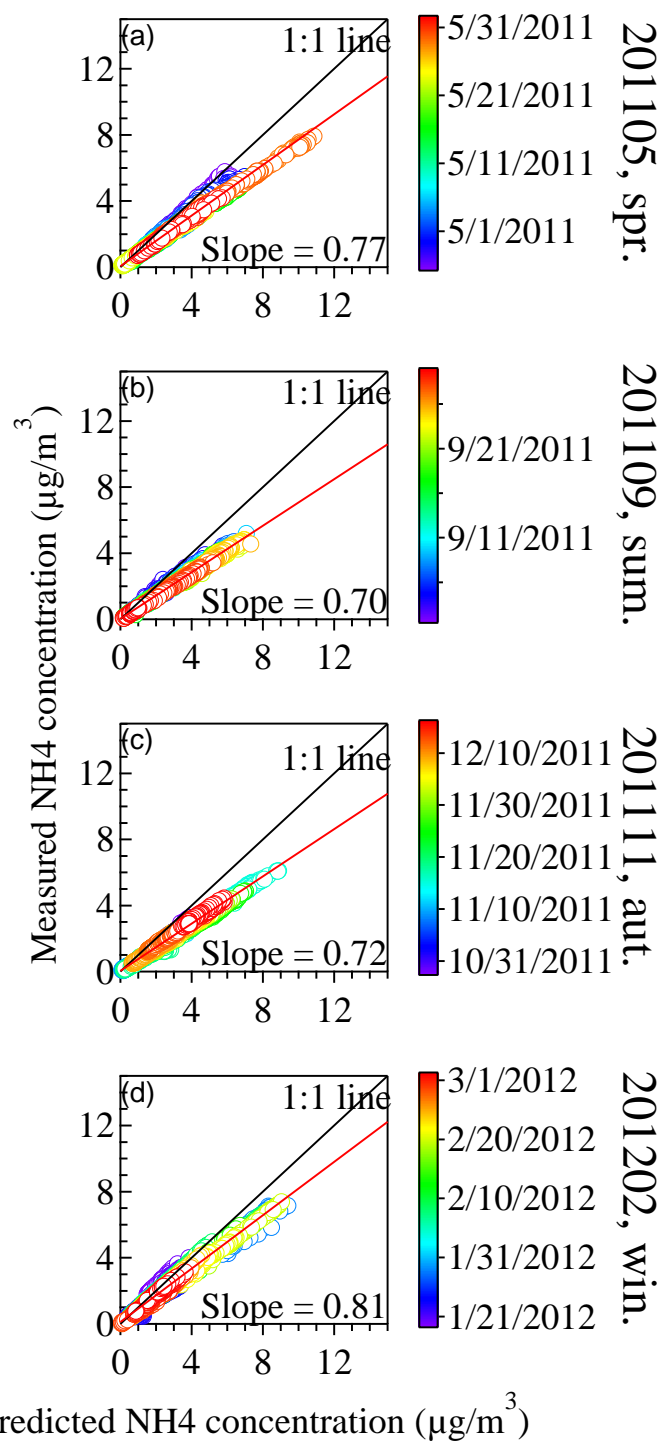 (a)
1:1 line
12
8
4
0
Slope = 0.77
0 4 8 12
5/31/2011
5/21/2011
5/11/2011
5/1/2011
201105, spr.
(b)
1:1 line
12
8
4
0
Slope = 0.70
0 4 8 12
9/21/2011
9/11/2011
201109, sum.
(c)
1:1 line
12
8
4
0
Slope = 0.72
0 4 8 12
12/10/2011
11/30/2011
11/20/2011
11/10/2011
10/31/2011
201111, aut.
(d)
1:1 line
12
8
4
0
Slope = 0.81
0 4 8 12
3/1/2012
2/20/2012
2/10/2012
1/31/2012
1/21/2012
201202, win.
Measured NH4 concentration (µg/m³)
redicted NH4 concentration (µg/m³)